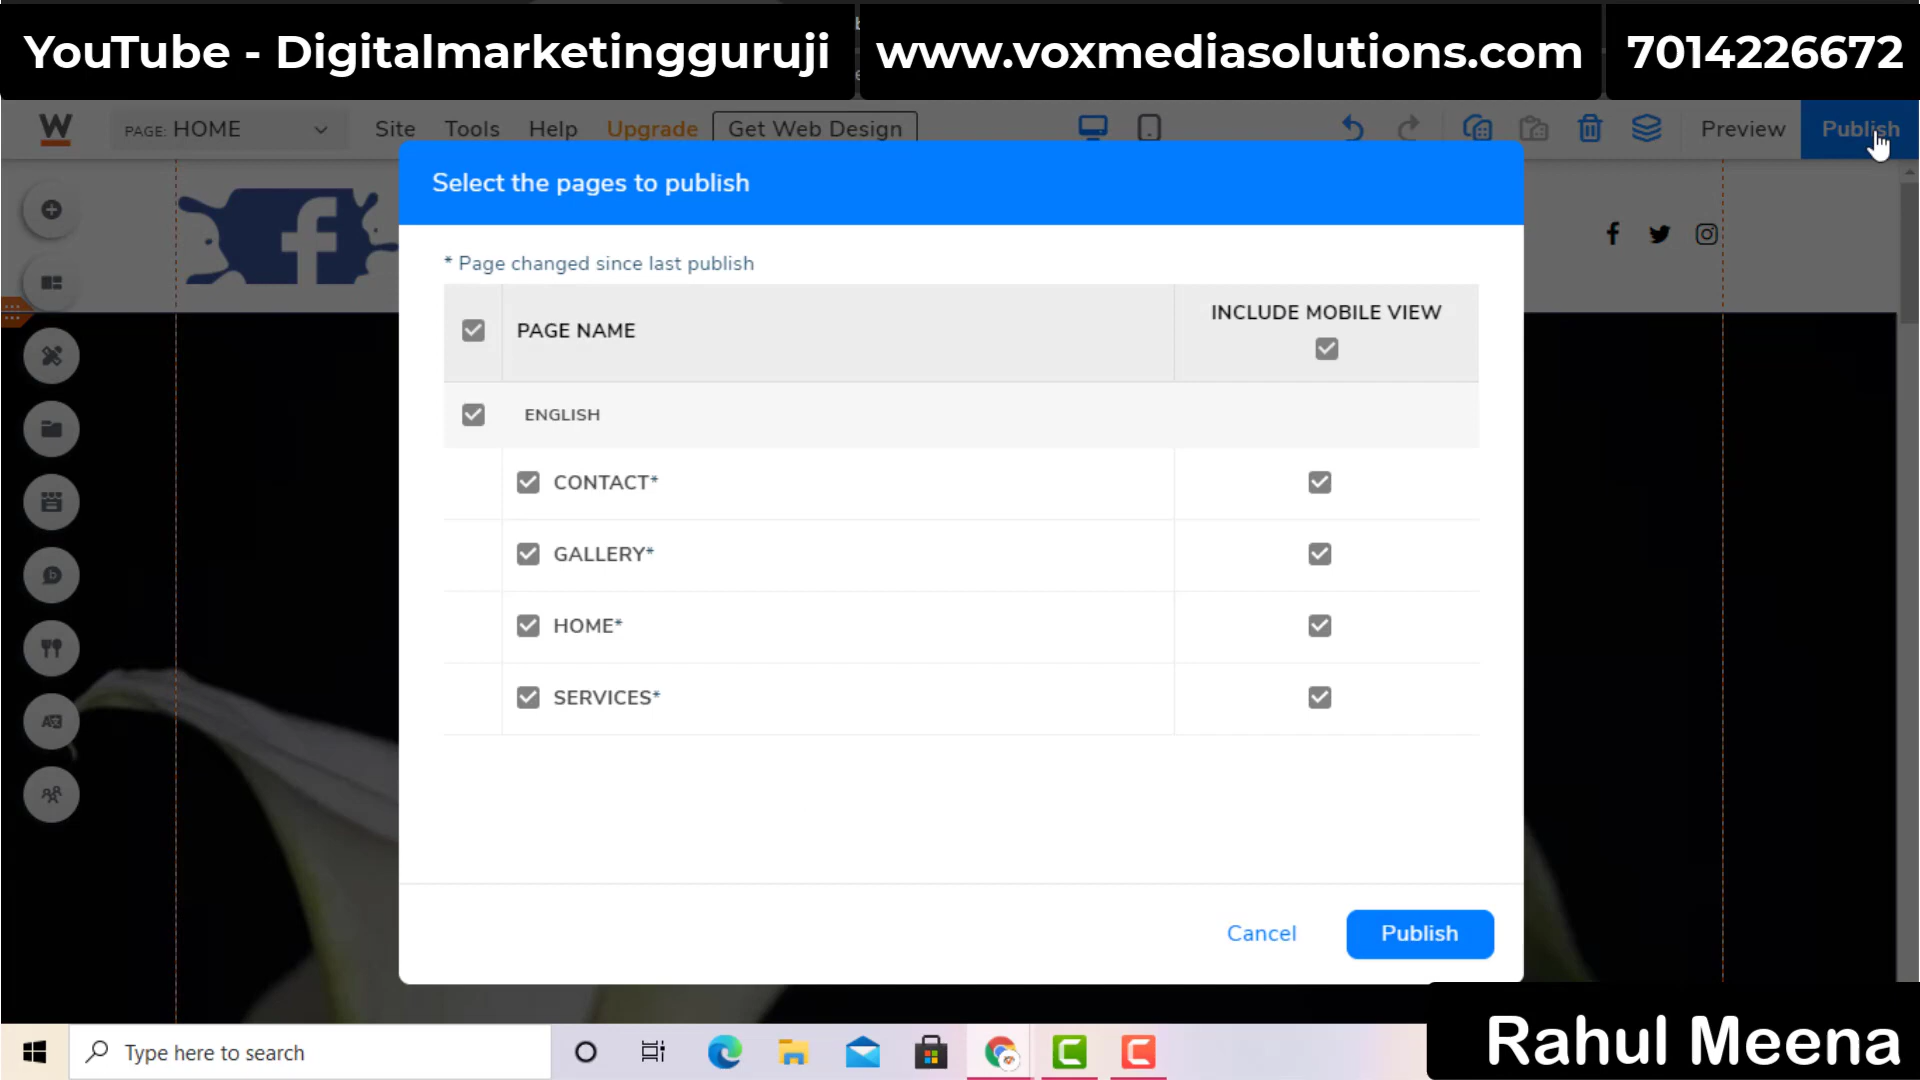 YouTube - Digitalmarketingguruji
www.voxmediasolutions.com
7014226672
W
PAGE: HOME
Site
Tools
Help
Upgrade
Get Web Design
Preview
Publish
Select the pages to publish
* Page changed since last publish
PAGE NAME
INCLUDE MOBILE VIEW
ENGLISH
CONTACT*
GALLERY*
HOME*
SERVICES*
Cancel
Publish
Type here to search
Rahul Meena